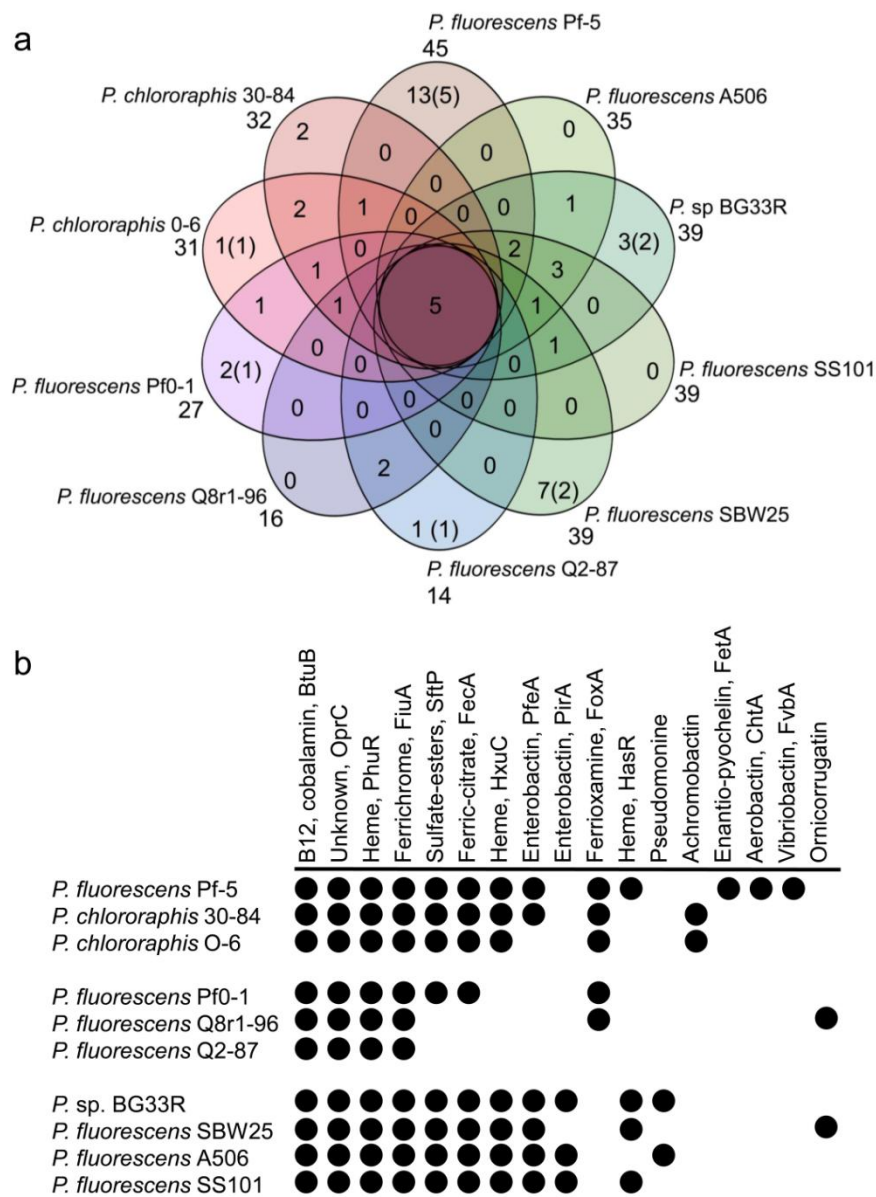 a
P. fluorescens Pf-5
45
P. chlororaphis 30-84
32
13(5)
P. fluorescens A506
35
2
0
0
0
0
2
1
0
0
0
1
P. sp BG33R
39
P. chlororaphis 0-6
31
1(1)
0
2
3(2)
1
3
1
1
5
1
0
0
1
P. fluorescens Pf0-1
27
2(1)
0
0
0
P. fluorescens SS101
39
0
0
0
0
0
0
0
0
2
0
P. fluorescens Q8r1-96
16
7(2)
P. fluorescens SBW25
39
1 (1)
P. fluorescens Q2-87
14
b
B12, cobalamin, BtuB
Unknown, OprC
Heme, PhuR
Ferrichrome, FiuA
Sulfate-esters, SftP
Ferric-citrate, FecA
Heme, HxuC
Enterobactin, PfeA
Enterobactin, PirA
Ferrioxamine, FoxA
Heme, HasR
Pseudomonine
Achromobactin
Enantio-pyochelin, FetA
Aerobactin, ChtA
Vibriobactin, FvbA
Ornicorrugatin
P. fluorescens Pf-5
P. chlororaphis 30-84
P. chlororaphis O-6
P. fluorescens Pf0-1
P. fluorescens Q8r1-96
P. fluorescens Q2-87
P. sp. BG33R
P. fluorescens SBW25
P. fluorescens A506
P. fluorescens SS101